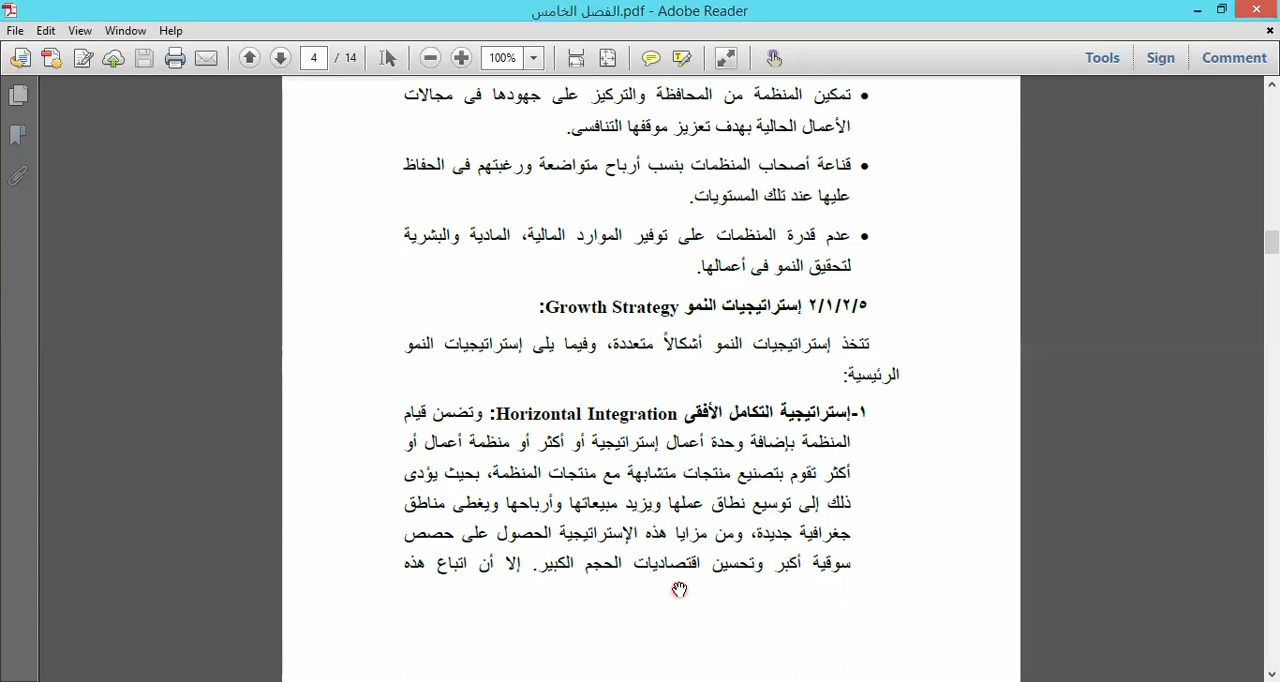 الفصل الخامس.pdf - Adobe Reader
File Edit View Window Help
4 / 14 100% Tools Sign Comment
• تمكين المنظمة من المحافظة والتركيز على جهودها فى مجالات
الأعمال الحالية بهدف تعزيز موقفها التنافسى.
• قناعة أصحاب المنظمات بنسب أرباح متواضعة ورغبتهم فى الحفاظ
عليها عند تلك المستويات.
• عدم قدرة المنظمات على توفير الموارد المالية، المادية والبشرية
لتحقيق النمو فى أعمالها.
٢/١/٢/٥ إستراتيجيات النمو Growth Strategy:
تتخذ إستراتيجيات النمو أشكالاً متعددة، وفيما يلى إستراتيجيات النمو
الرئيسية:
١-إستراتيجية التكامل الأفقى Horizontal Integration: وتضمن قيام
المنظمة بإضافة وحدة أعمال إستراتيجية أو أكثر أو منظمة أعمال أو
أكثر تقوم بتصنيع منتجات متشابهة مع منتجات المنظمة، بحيث يؤدى
ذلك إلى توسيع نطاق عملها ويزيد مبيعاتها وأرباحها ويغطى مناطق
جغرافية جديدة، ومن مزايا هذه الإستراتيجية الحصول على حصص
سوقية أكبر وتحسين اقتصاديات الحجم الكبير. إلا أن اتباع هذه